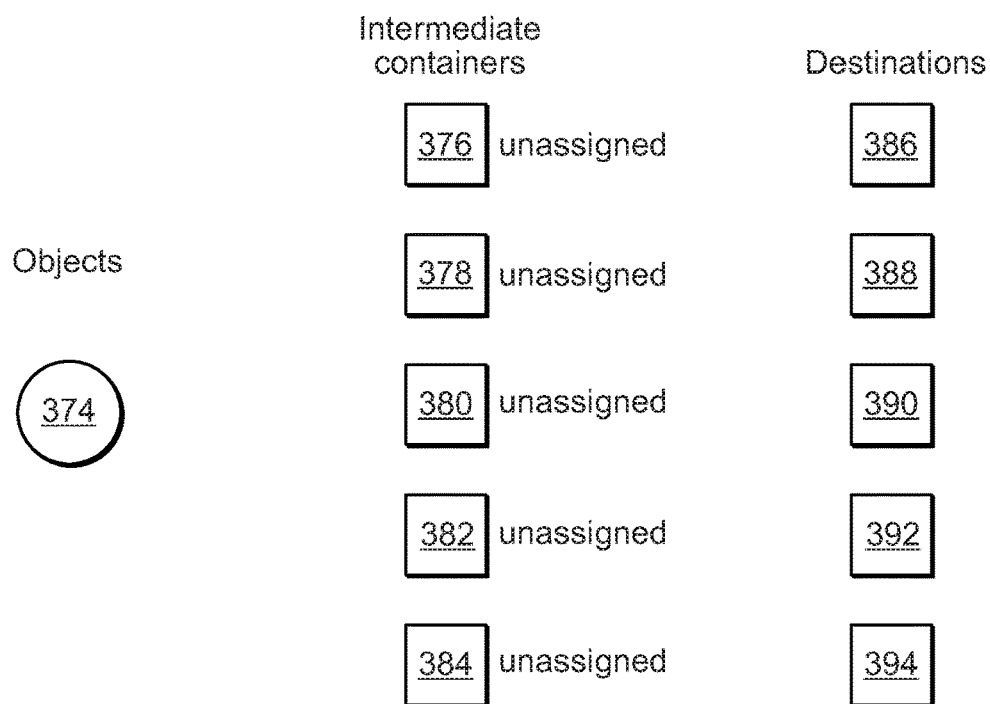 Intermediate
containers
Destinations
376 unassigned
386
Objects
378 unassigned
388
374
380 unassigned
390
382 unassigned
392
384 unassigned
394